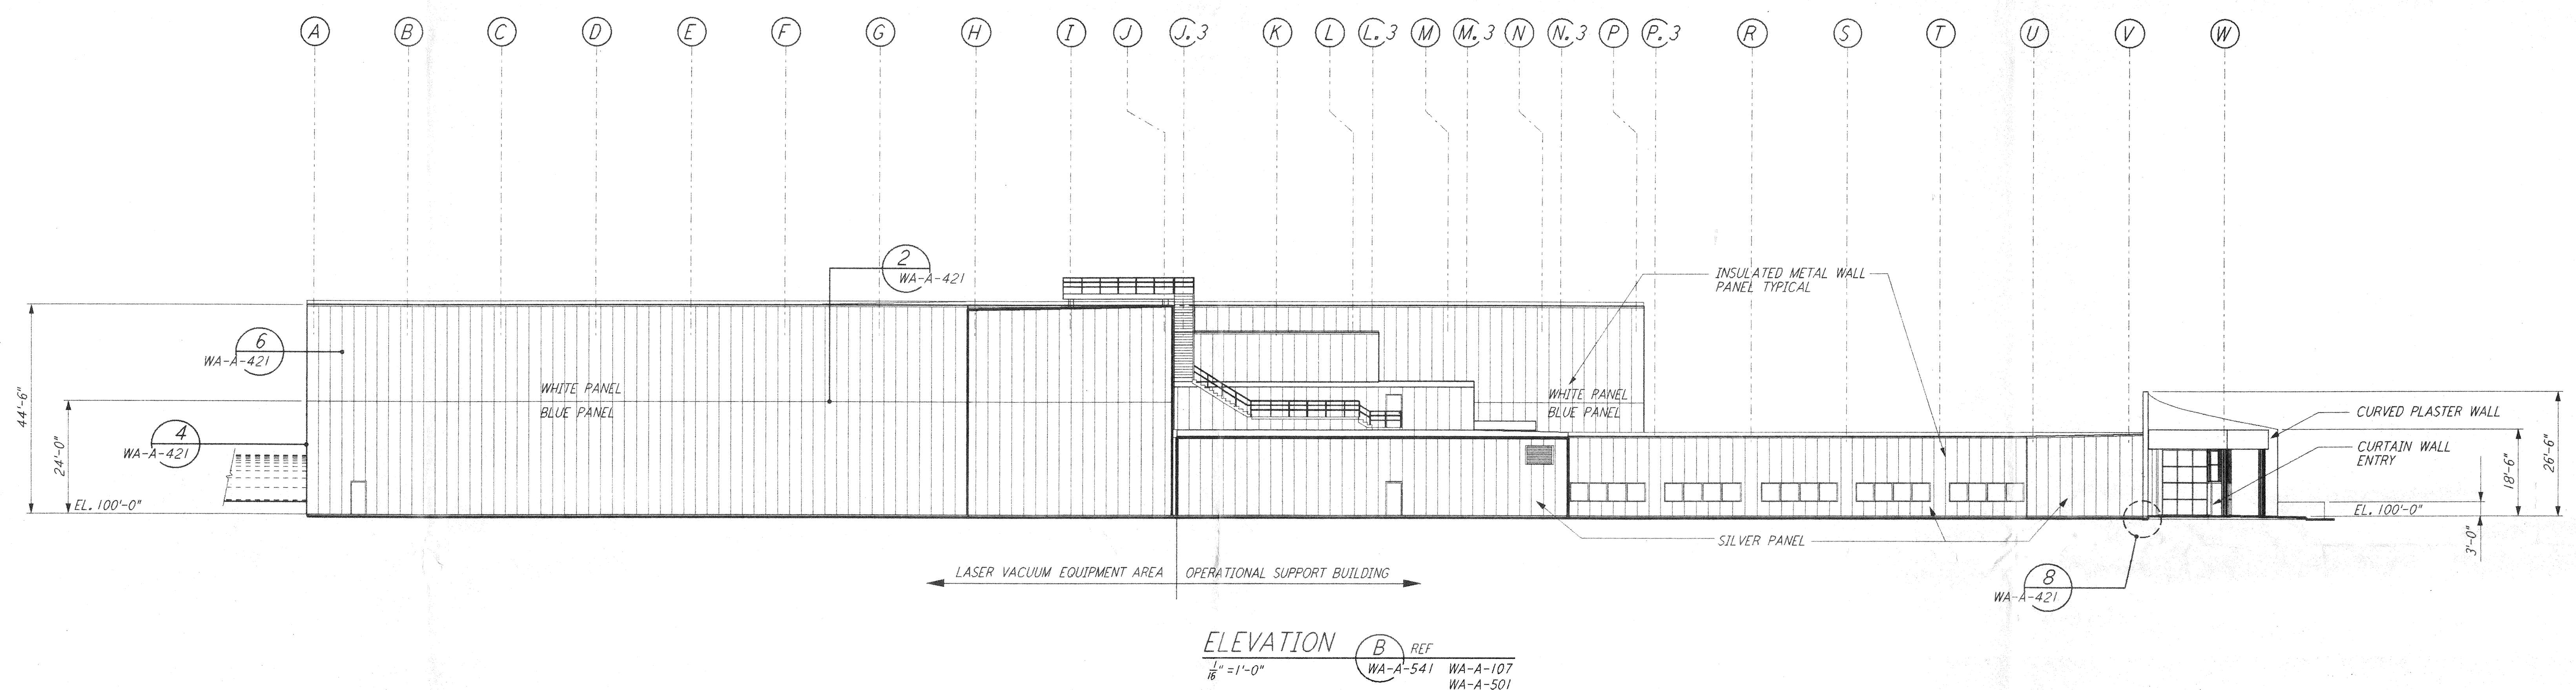 A B C D E F G H I J J.3 K L L.3 M M.3 N N.3 P P.3 R S T U V W
2
WA-A-421
INSULATED METAL WALL
PANEL TYPICAL
6
WA-A-421
44'-6"
24'-0"
WHITE PANEL
BLUE PANEL
WHITE PANEL
BLUE PANEL
4
WA-A-421
EL. 100'-0"
CURVED PLASTER WALL
CURTAIN WALL
ENTRY
26'-6"
18'-6"
EL. 100'-0"
3'-0"
SILVER PANEL
LASER VACUUM EQUIPMENT AREA
OPERATIONAL SUPPORT BUILDING
8
WA-A-421
ELEVATION B REF
1/16" =1'-0" WA-A-541 WA-A-107
WA-A-501